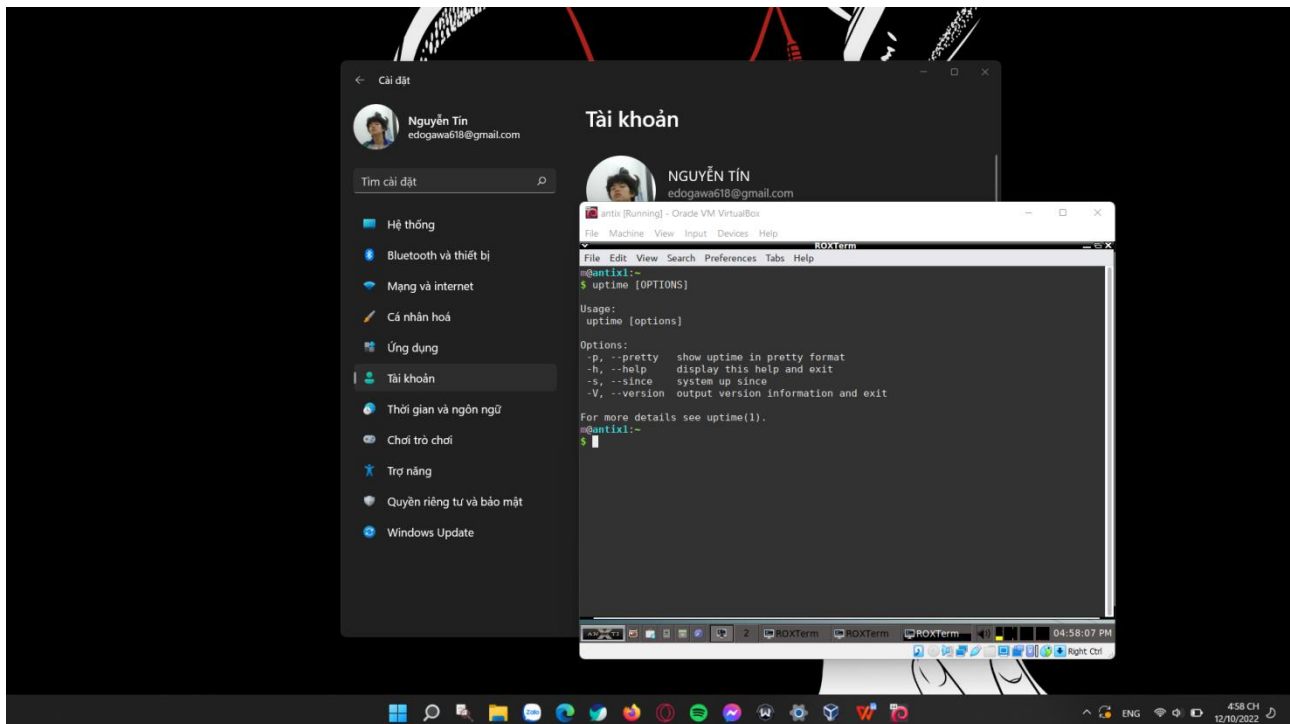 Cài đặt
Nguyễn Tín
edogawa618@gmail.com
Tìm cài đặt
Hệ thống
Bluetooth và thiết bị
Mạng và internet
Cá nhân hoá
Ứng dụng
Tài khoản
Thời gian và ngôn ngữ
Chơi trò chơi
Trợ năng
Quyền riêng tư và bảo mật
Windows Update
Tài khoản
NGUYỄN TÍN
edogawa618@gmail.com
antix [Running] - Oracle VM VirtualBox
File Machine View Input Devices Help
ROXTerm
File Edit View Search Preferences Tabs Help
m@antix1:~
$ uptime [OPTIONS]
Usage:
uptime [options]
Options:
-p, --pretty show uptime in pretty format
-h, --help display this help and exit
-s, --since system up since
-V, --version output version information and exit
For more details see uptime(1).
m@antix1:~
$
2 ROXTerm ROXTerm ROXTerm 04:58:07 PM
Right Ctrl
Zalo
ENG
4:58 CH
12/10/2022